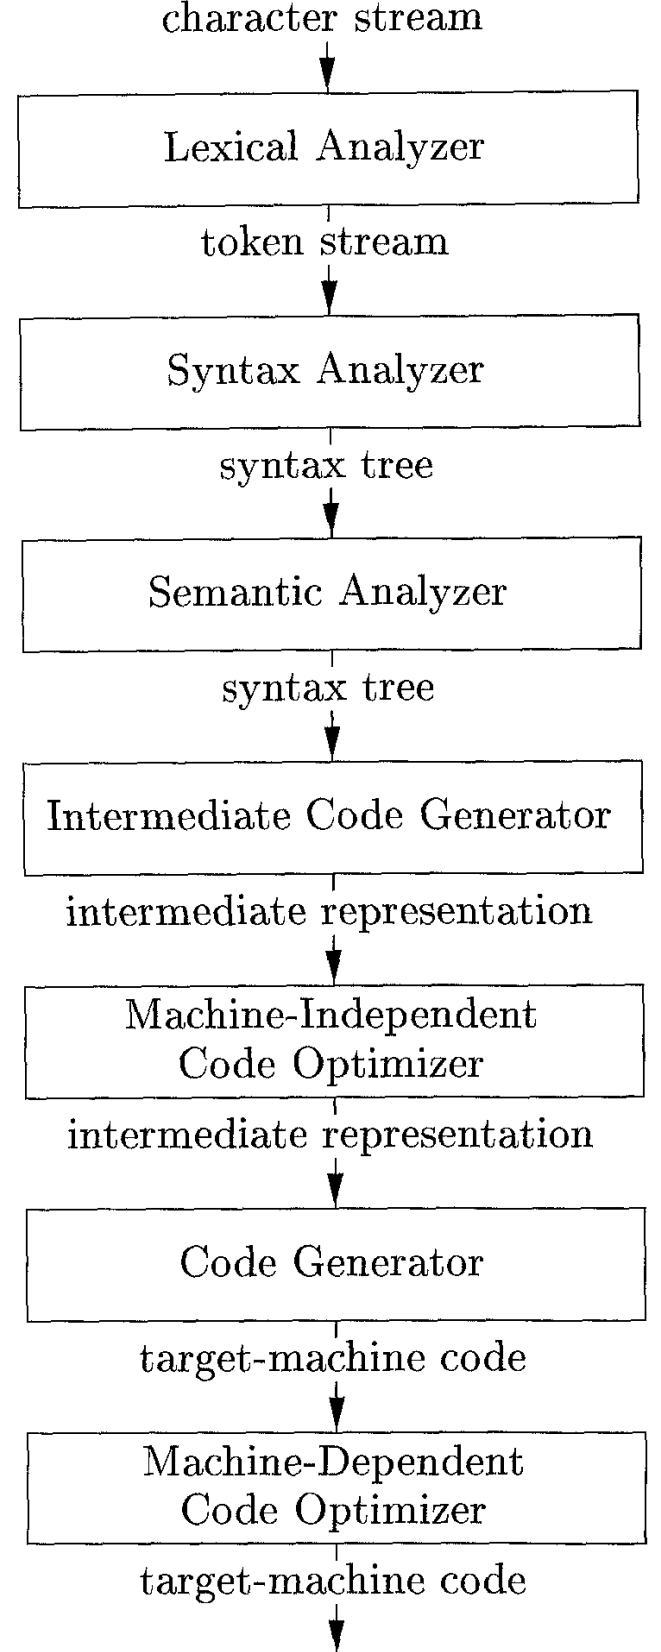 character stream
Lexical Analyzer
token stream
Syntax Analyzer
syntax tree
Semantic Analyzer
syntax tree
Intermediate Code Generator
intermediate representation
Machine-Independent
Code Optimizer
intermediate representation
Code Generator
target-machine code
Machine-Dependent
Code Optimizer
target-machine code